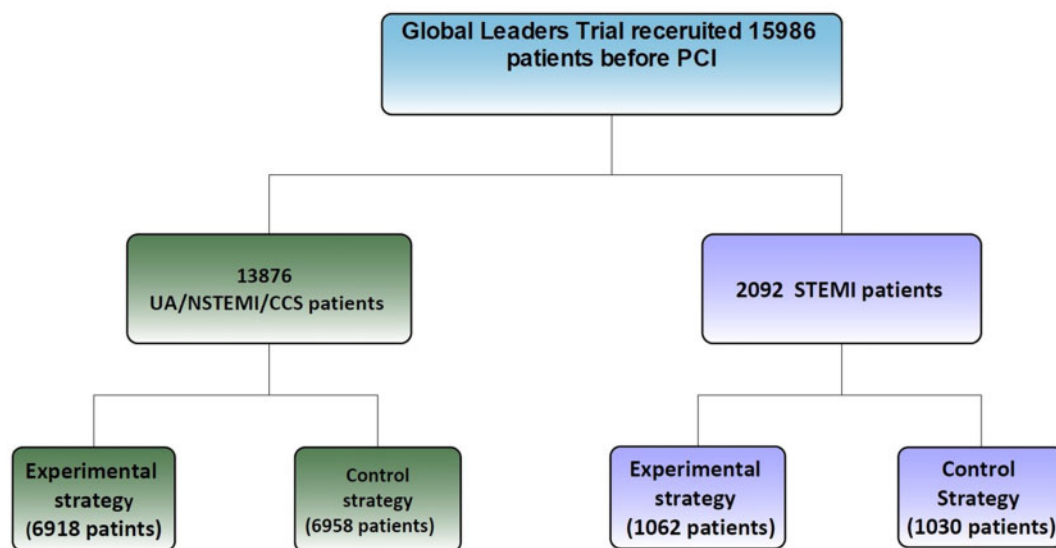 Global Leaders Trial receruited 15986
patients before PCI
13876
UA/NSTEMI/CCS patients
2092 STEMI patients
Experimental
strategy
(6918 patints)
Control
strategy
(6958 patients)
Experimental
strategy
(1062 patients)
Control
Strategy
(1030 patients)